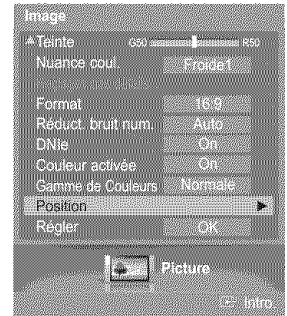 Image
Teinte G50 R50
Nuance coul. Froide1
Format 16:9
Réduct. bruit num. Auto
DNIe On
Couleur activée On
Gamme de Couleurs Normale
Position
Régler OK
Picture
Intro